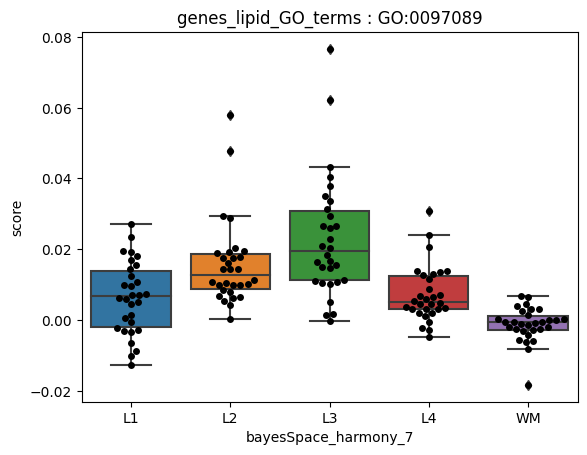 genes_lipid_GO_terms : GO:0097089
0.08
0.06
0.04
0.02
0.00
−0.02
score
L1 L2 L3 L4 WM
bayesSpace_harmony_7